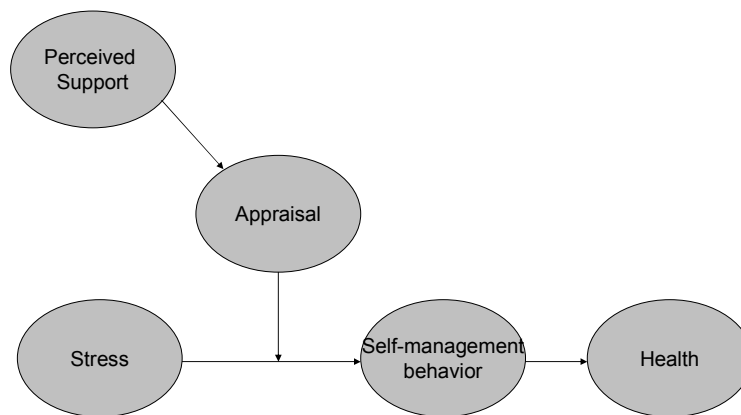 Perceived
Support
Appraisal
Stress
Self-management
behavior
Health